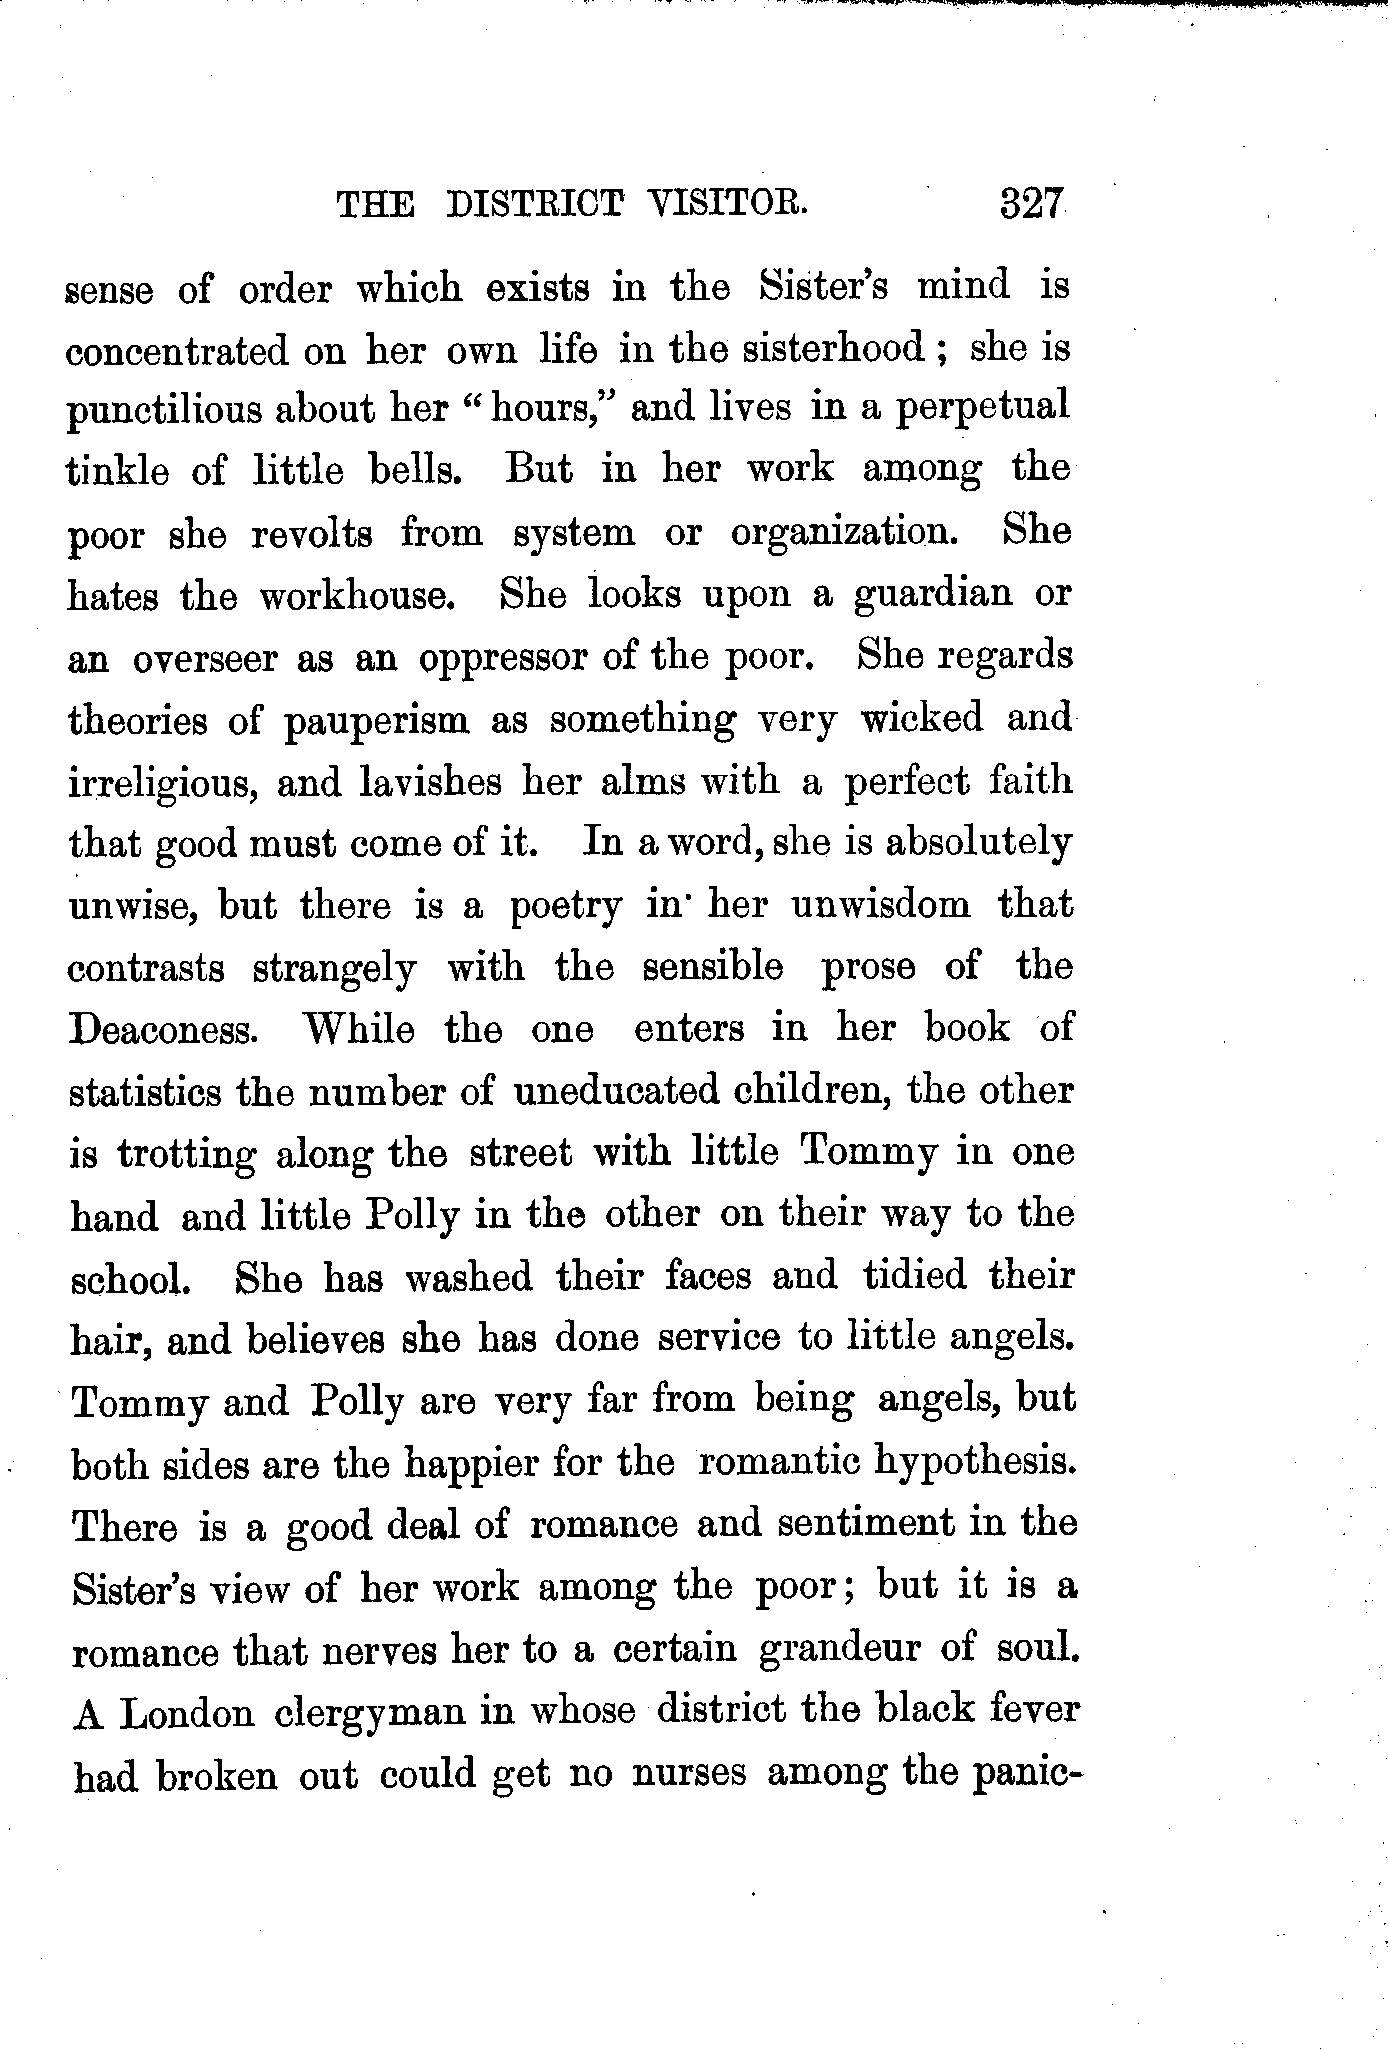 THE DISTRICT VISITOR. 327
sense of order which exists in the Sister's mind is
concentrated on her own life in the sisterhood ; she is
punctilious about her “ hours,” and lives in a perpetual
tinkle of little bells. But in her work among the
poor she revolts from system or organization. She
hates the workhouse. She looks upon a guardian or
an overseer as an oppressor of the poor. She regards
theories of pauperism as something very wicked and
irreligious, and lavishes her alms with a perfect faith
that good must come of it. In a word, she is absolutely
unwise, but there is a poetry in her unwisdom that
contrasts strangely with the sensible prose of the
Deaconess. While the one enters in her book of
statistics the number of uneducated children, the other
is trotting along the street with little Tommy in one
hand and little Polly in the other on their way to the
school. She has washed their faces and tidied their
hair, and believes she has done service to little angels.
Tommy and Polly are very far from being angels, but
both sides are the happier for the romantic hypothesis.
There is a good deal of romance and sentiment in the
Sister's view of her work among the poor; but it is a
romance that nerves her to a certain grandeur of soul.
A London clergyman in whose district the black fever
had broken out could get no nurses among the panic-